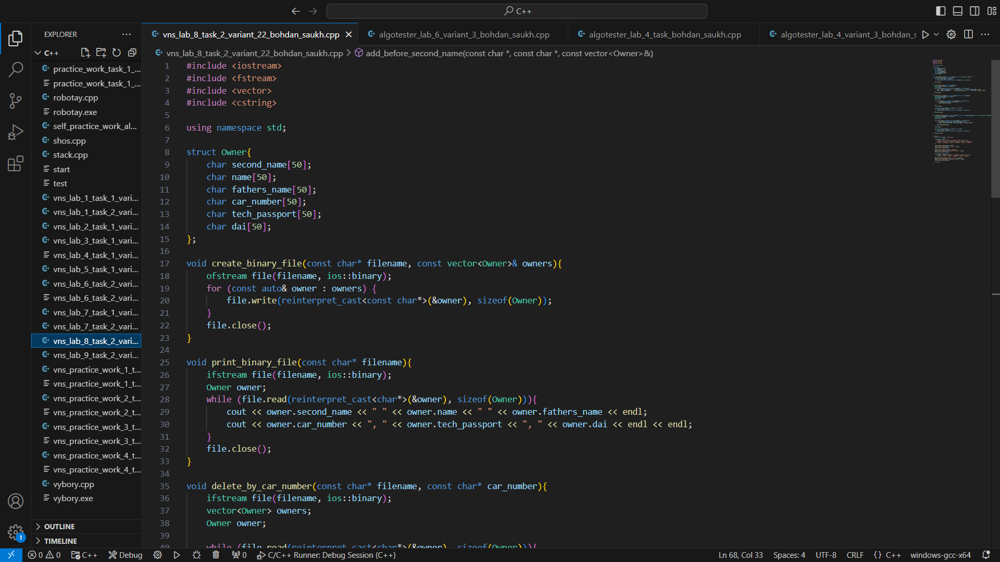 C++
EXPLORER
vns_lab_8_task_2_variant_22_bohdan_saukh.cpp
algotester_lab_6_variant_3_bohdan_saukh.cpp
algotester_lab_4_task_bohdan_saukh.cpp
algotester_lab_4_variant_3_bohdan_s
C++
practice_work_task_1_...
practice_work_task_1_...
robotay.cpp
robotay.exe
self_practice_work_al...
shos.cpp
stack.cpp
start
test
vns_lab_1_task_1_vari...
vns_lab_1_task_2_vari...
vns_lab_2_task_1_vari...
vns_lab_3_task_1_vari...
vns_lab_4_task_1_vari...
vns_lab_5_task_1_vari...
vns_lab_6_task_2_vari...
vns_lab_6_task_2_vari...
vns_lab_7_task_1_vari...
vns_lab_7_task_2_vari...
vns_lab_8_task_2_vari...
vns_lab_9_task_2_vari...
vns_practice_work_1_t...
vns_practice_work_1_t...
vns_practice_work_2_t...
vns_practice_work_2_t...
vns_practice_work_3_t...
vns_practice_work_3_t...
vns_practice_work_4_t...
vns_practice_work_4_t...
vybory.cpp
vybory.exe
OUTLINE
TIMELINE
vns_lab_8_task_2_variant_22_bohdan_saukh.cpp > add_before_second_name(const char *, const char *, const vector<Owner>&)
1 #include <iostream>
2 #include <fstream>
3 #include <vector>
4 #include <cstring>
5
6 using namespace std;
7
8 struct Owner{
9 char second_name[50];
10 char name[50];
11 char fathers_name[50];
12 char car_number[50];
13 char tech_passport[50];
14 char dai[50];
15 };
16
17 void create_binary_file(const char* filename, const vector<Owner>& owners){
18 ofstream file(filename, ios::binary);
19 for (const auto& owner : owners) {
20 file.write(reinterpret_cast<const char*>(&owner), sizeof(Owner));
21 }
22 file.close();
23 }
24
25 void print_binary_file(const char* filename){
26 ifstream file(filename, ios::binary);
27 Owner owner;
28 while (file.read(reinterpret_cast<char*>(&owner), sizeof(Owner))){
29 cout << owner.second_name << " " << owner.name << " " << owner.fathers_name << endl;
30 cout << owner.car_number << ", " << owner.tech_passport << ", " << owner.dai << endl << endl;
31 }
32 file.close();
33 }
34
35 void delete_by_car_number(const char* filename, const char* car_number){
36 ifstream file(filename, ios::binary);
37 vector<Owner> owners;
38 Owner owner;
39
40 while (file.read(reinterpret_cast<char*>(&owner), sizeof(Owner))){
1
0 0 C++ Debug 0 C/C++ Runner: Debug Session (C++) Ln 68, Col 33 Spaces: 4 UTF-8 CRLF {} C++ windows-gcc-x64